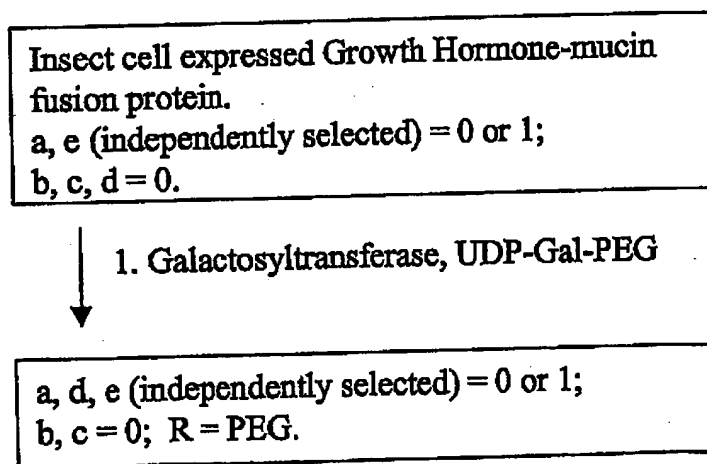 Insect cell expressed Growth Hormone-mucin
fusion protein.
a, e (independently selected) = 0 or 1;
b, c, d = 0.
1. Galactosyltransferase, UDP-Gal-PEG
a, d, e (independently selected) = 0 or 1;
b, c = 0; R = PEG.